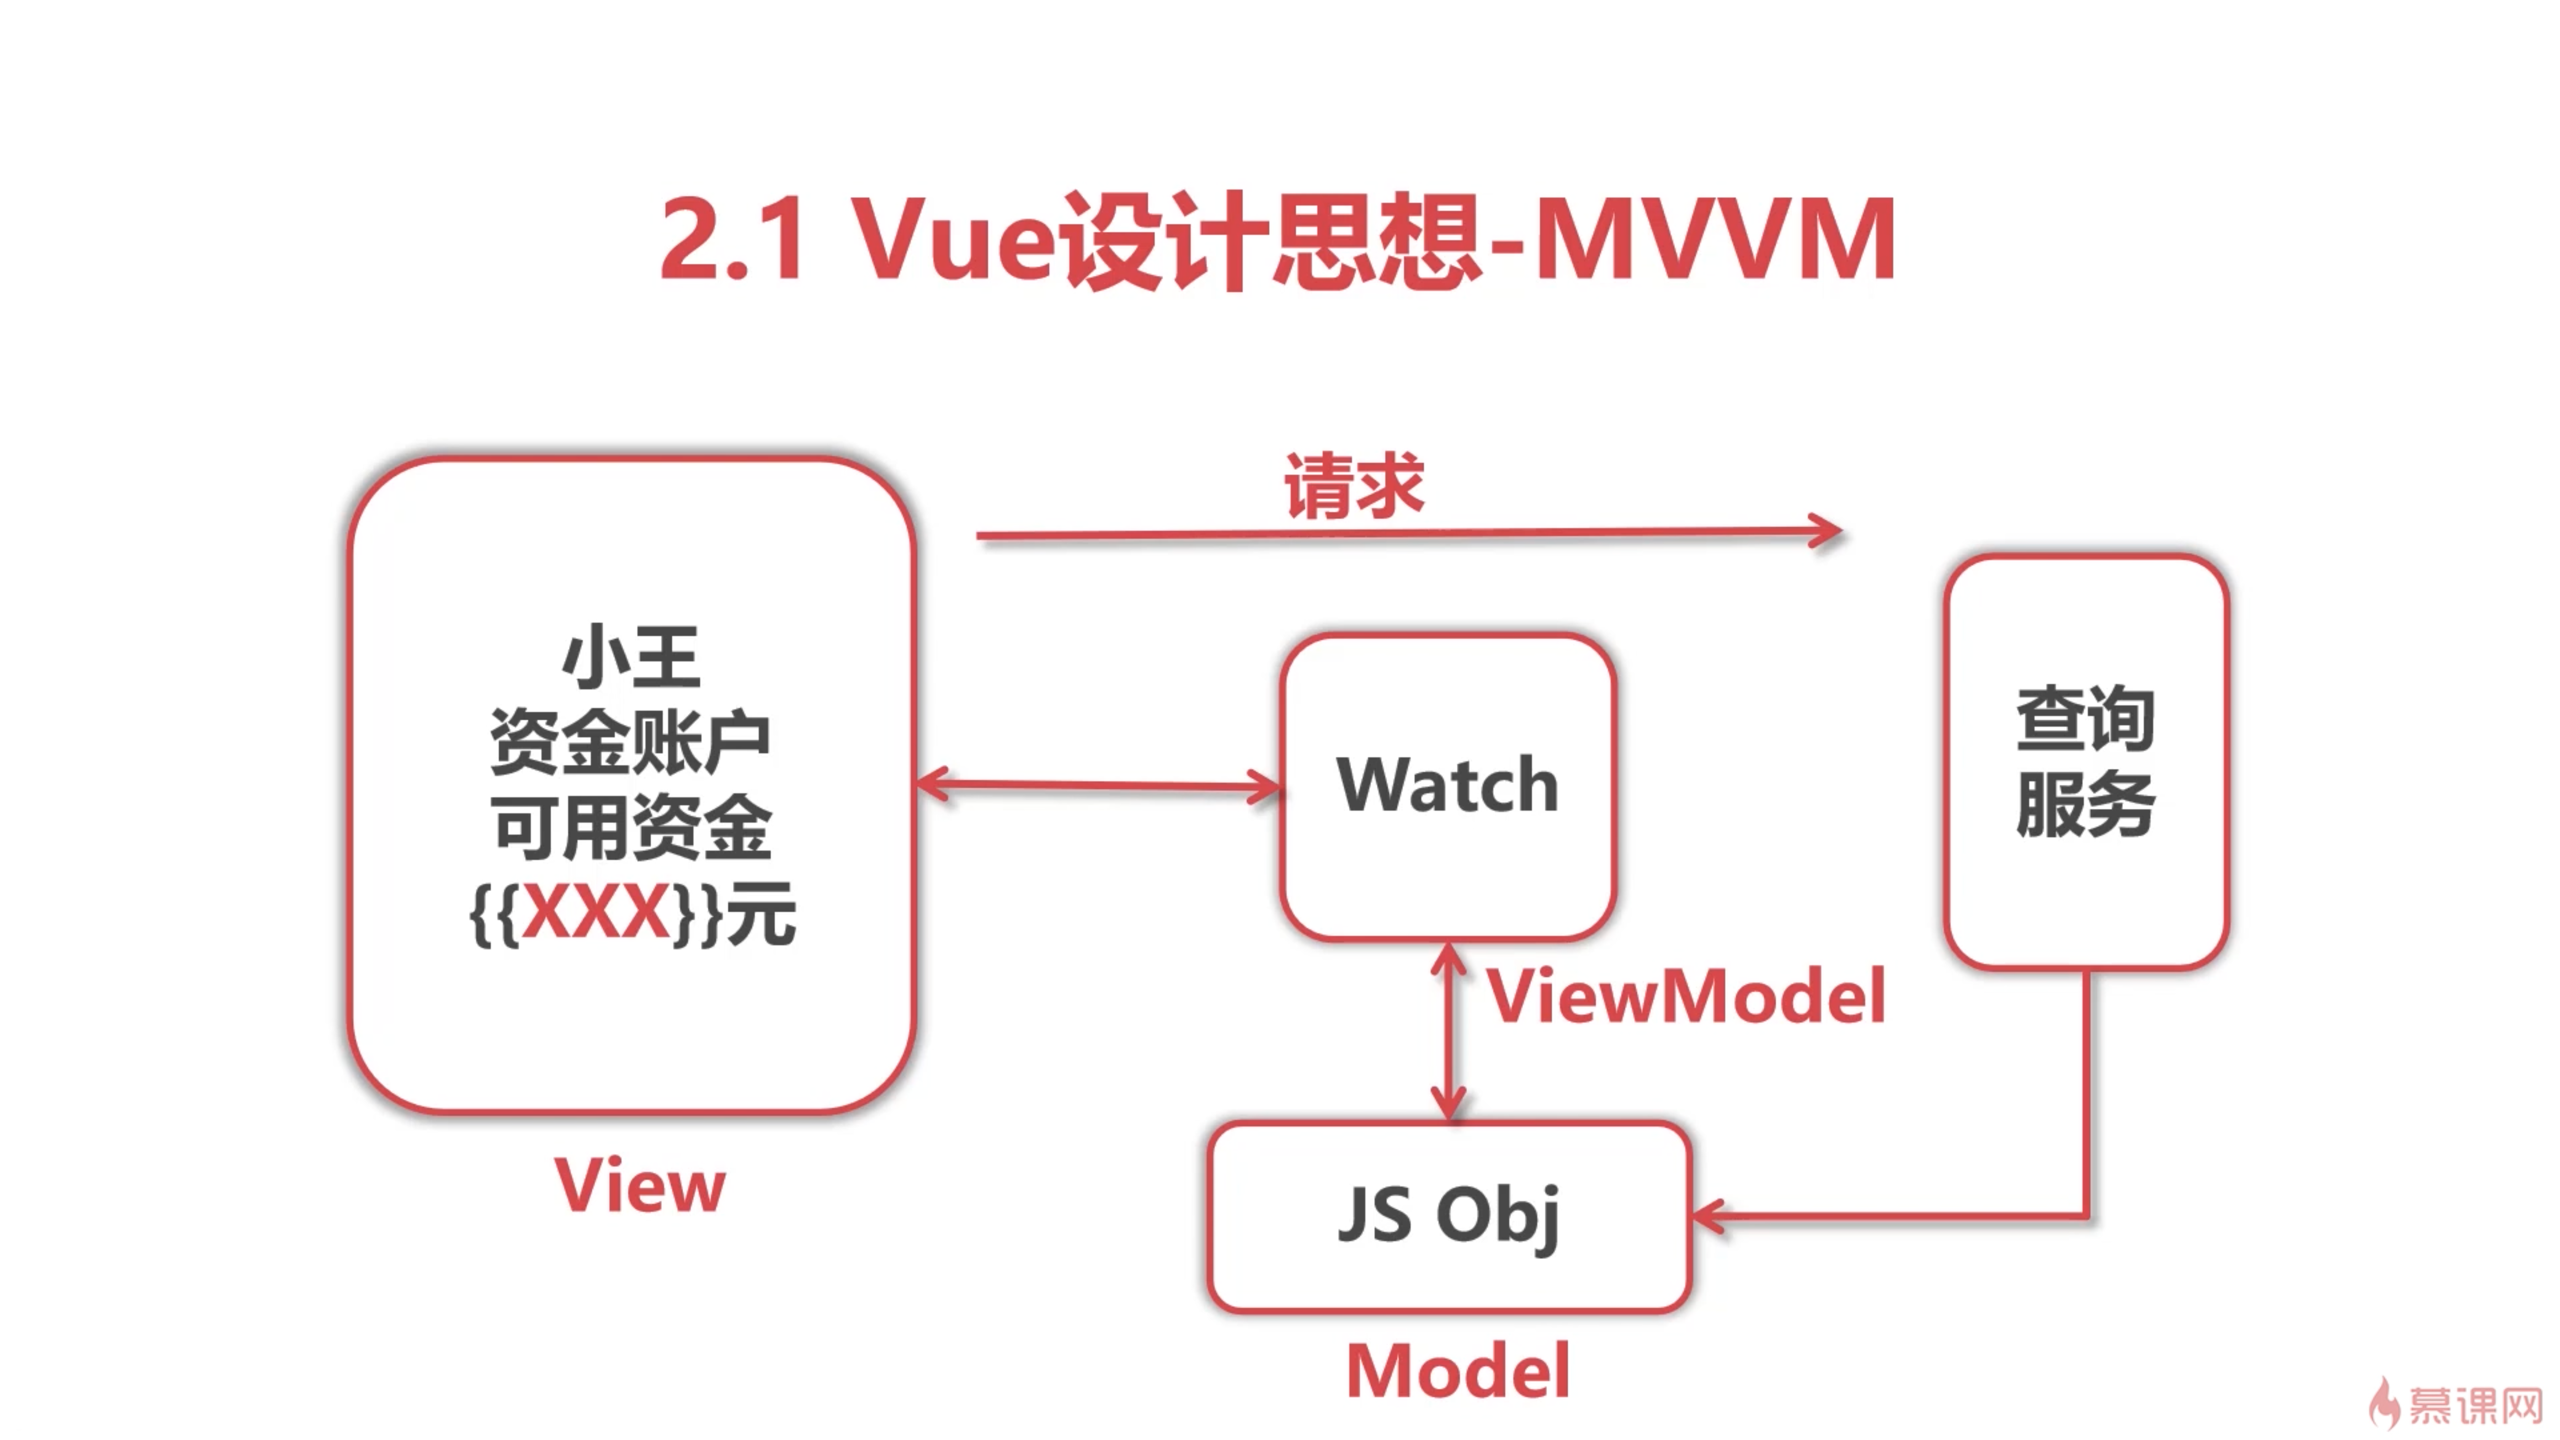 2.1 Vue设计思想-MVVM
请求
小王
资金账户
可用资金
{{XXX}}元
View
Watch
ViewModel
JS Obj
Model
查询
服务
慕课网